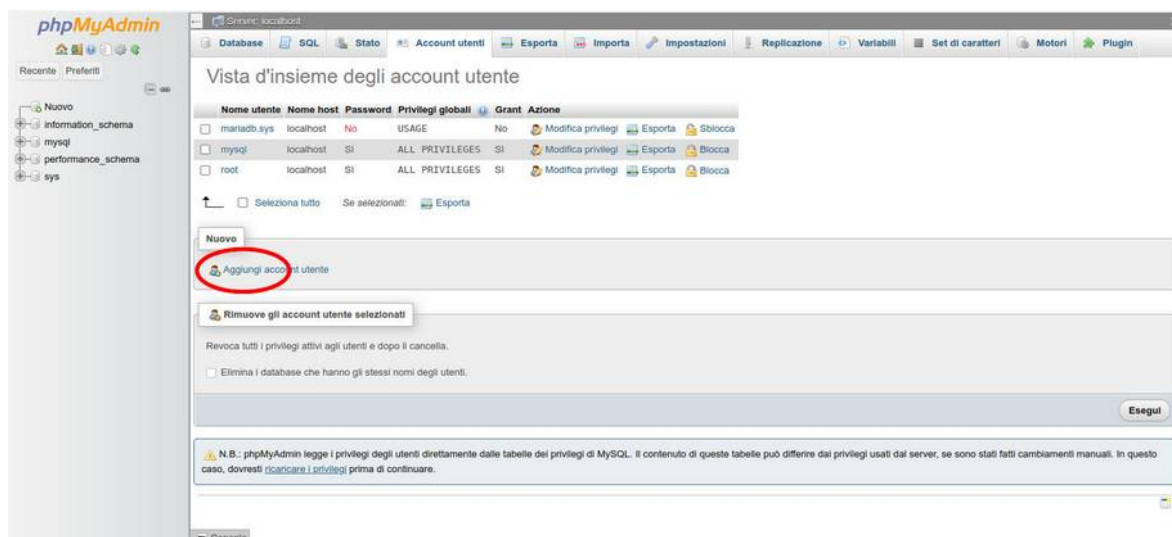 phpMyAdmin
Recente Preferiti
Nuovo
information_schema
mysql
performance_schema
sys
Server: localhost
Database SQL Stato Account utenti Esporta Importa Impostazioni Replicazione Variabili Set di caratteri Motori Plugin
Vista d'insieme degli account utente
Nome utente Nome host Password Privilegi globali Grant Azione
mariadb.sys localhost No USAGE No Modifica privilegi Esporta Sblocca
mysql localhost Sì ALL PRIVILEGES Sì Modifica privilegi Esporta Blocca
root localhost Sì ALL PRIVILEGES Sì Modifica privilegi Esporta Blocca
Seleziona tutto Se selezionati: Esporta
Nuovo
Aggiungi account utente
Rimuove gli account utente selezionati
Revoca tutti i privilegi attivi agli utenti e dopo li cancella.
Elimina i database che hanno gli stessi nomi degli utenti.
Esegui
N.B.: phpMyAdmin legge i privilegi degli utenti direttamente dalle tabelle dei privilegi di MySQL. Il contenuto di queste tabelle può differire dai privilegi usati dal server, se sono stati fatti cambiamenti manuali. In questo
caso, dovresti ricaricare i privilegi prima di continuare.
Console